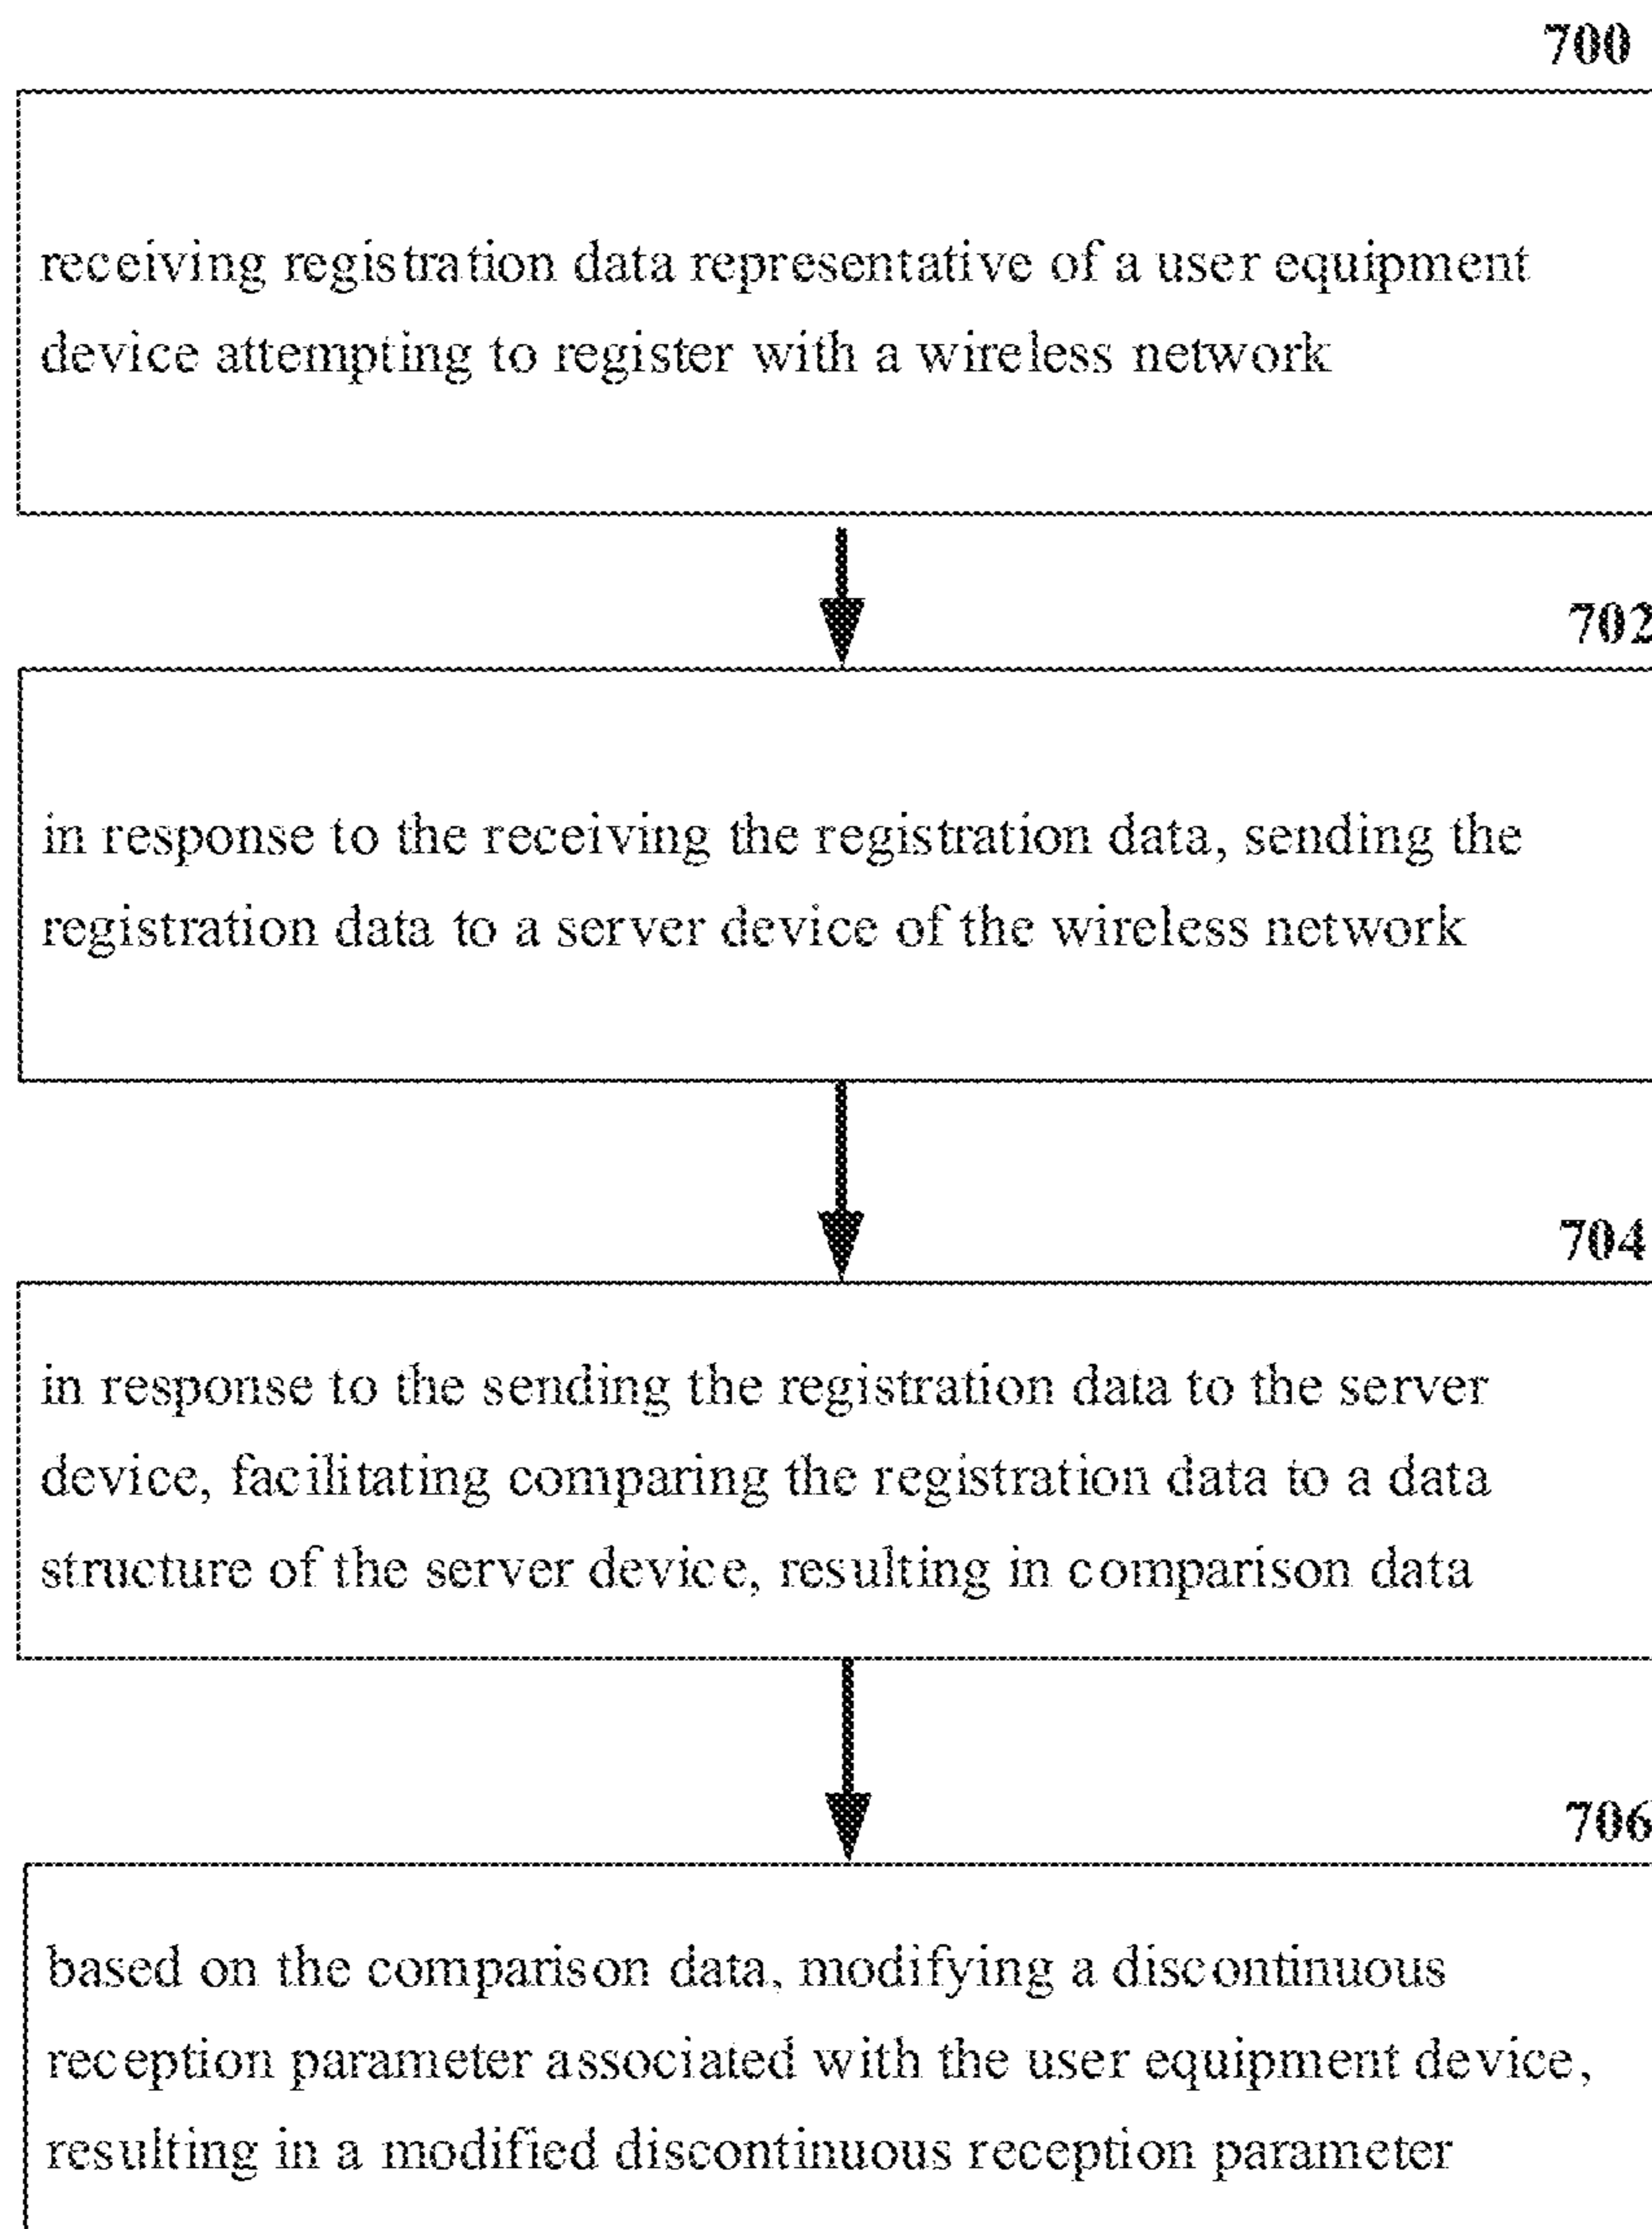 700
receiving registration data representative of a user equipment
device attempting to register with a wireless network
702
in response to the receiving the registration data, sending the
registration data to a server device of the wireless network
704
in response to the sending the registration data to the server
device, facilitating comparing the registration data to a data
structure of the server device, resulting in comparison data
706
based on the comparison data, modifying a discontinuous
reception parameter associated with the user equipment device,
resulting in a modified discontinuous reception parameter